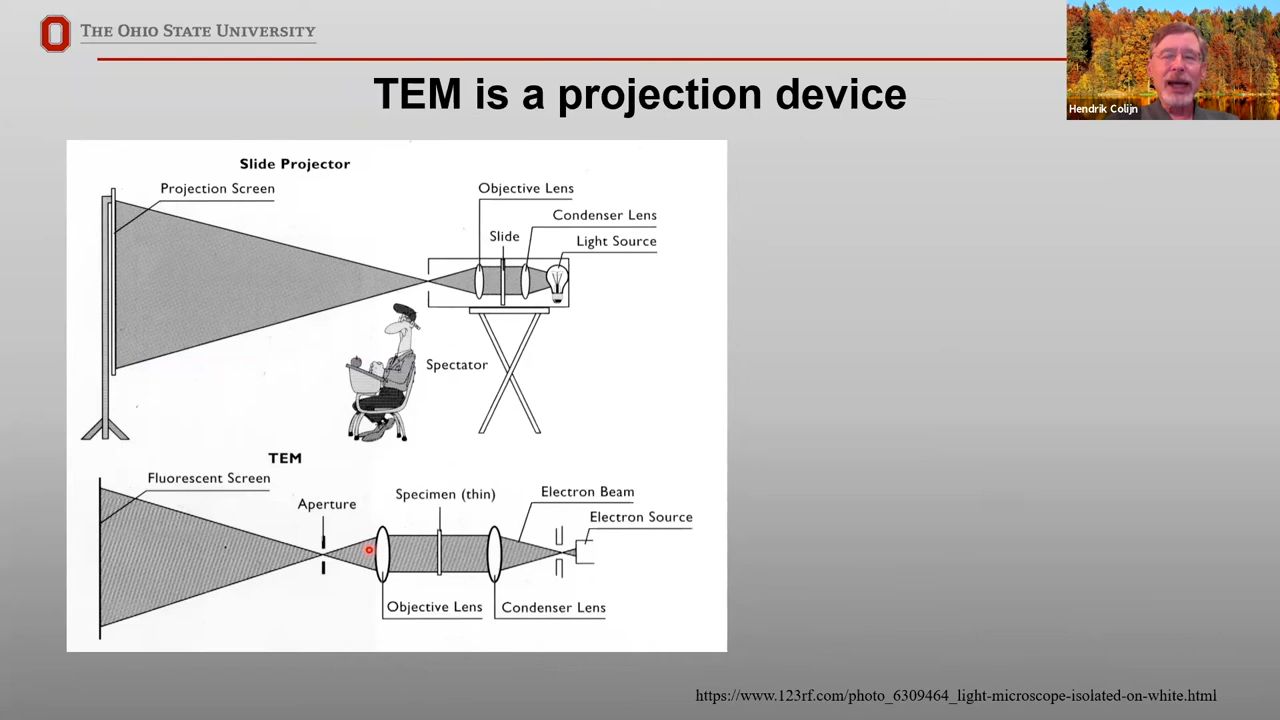 THE OHIO STATE UNIVERSITY
Hendrik Colijn
TEM is a projection device
Slide Projector
Projection Screen
Objective Lens
Condenser Lens
Slide
Light Source
Spectator
TEM
Fluorescent Screen
Aperture
Specimen (thin)
Electron Beam
Electron Source
Objective Lens
Condenser Lens
https://www.123rf.com/photo_6309464_light-microscope-isolated-on-white.html